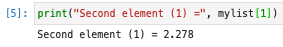 [5]: print("Second element (1) =", mylist[1])
Second element (1) = 2.278